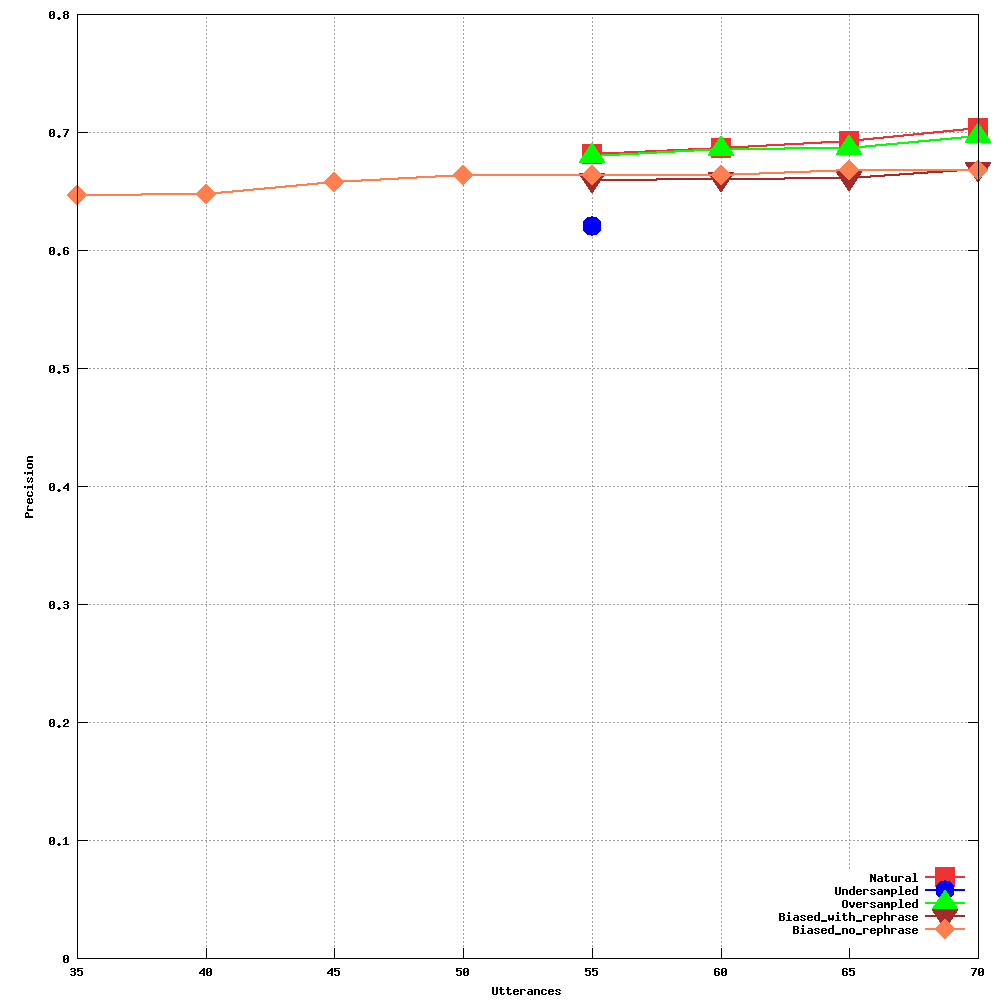 0.8
0.7
0.6
0.5
0.4
0.3
0.2
0.1
0
Precision
35 40 45 50 55 60 65 70
Utterances
Natural
Undersampled
Oversampled
Biased_with_rephrase
Biased_no_rephrase